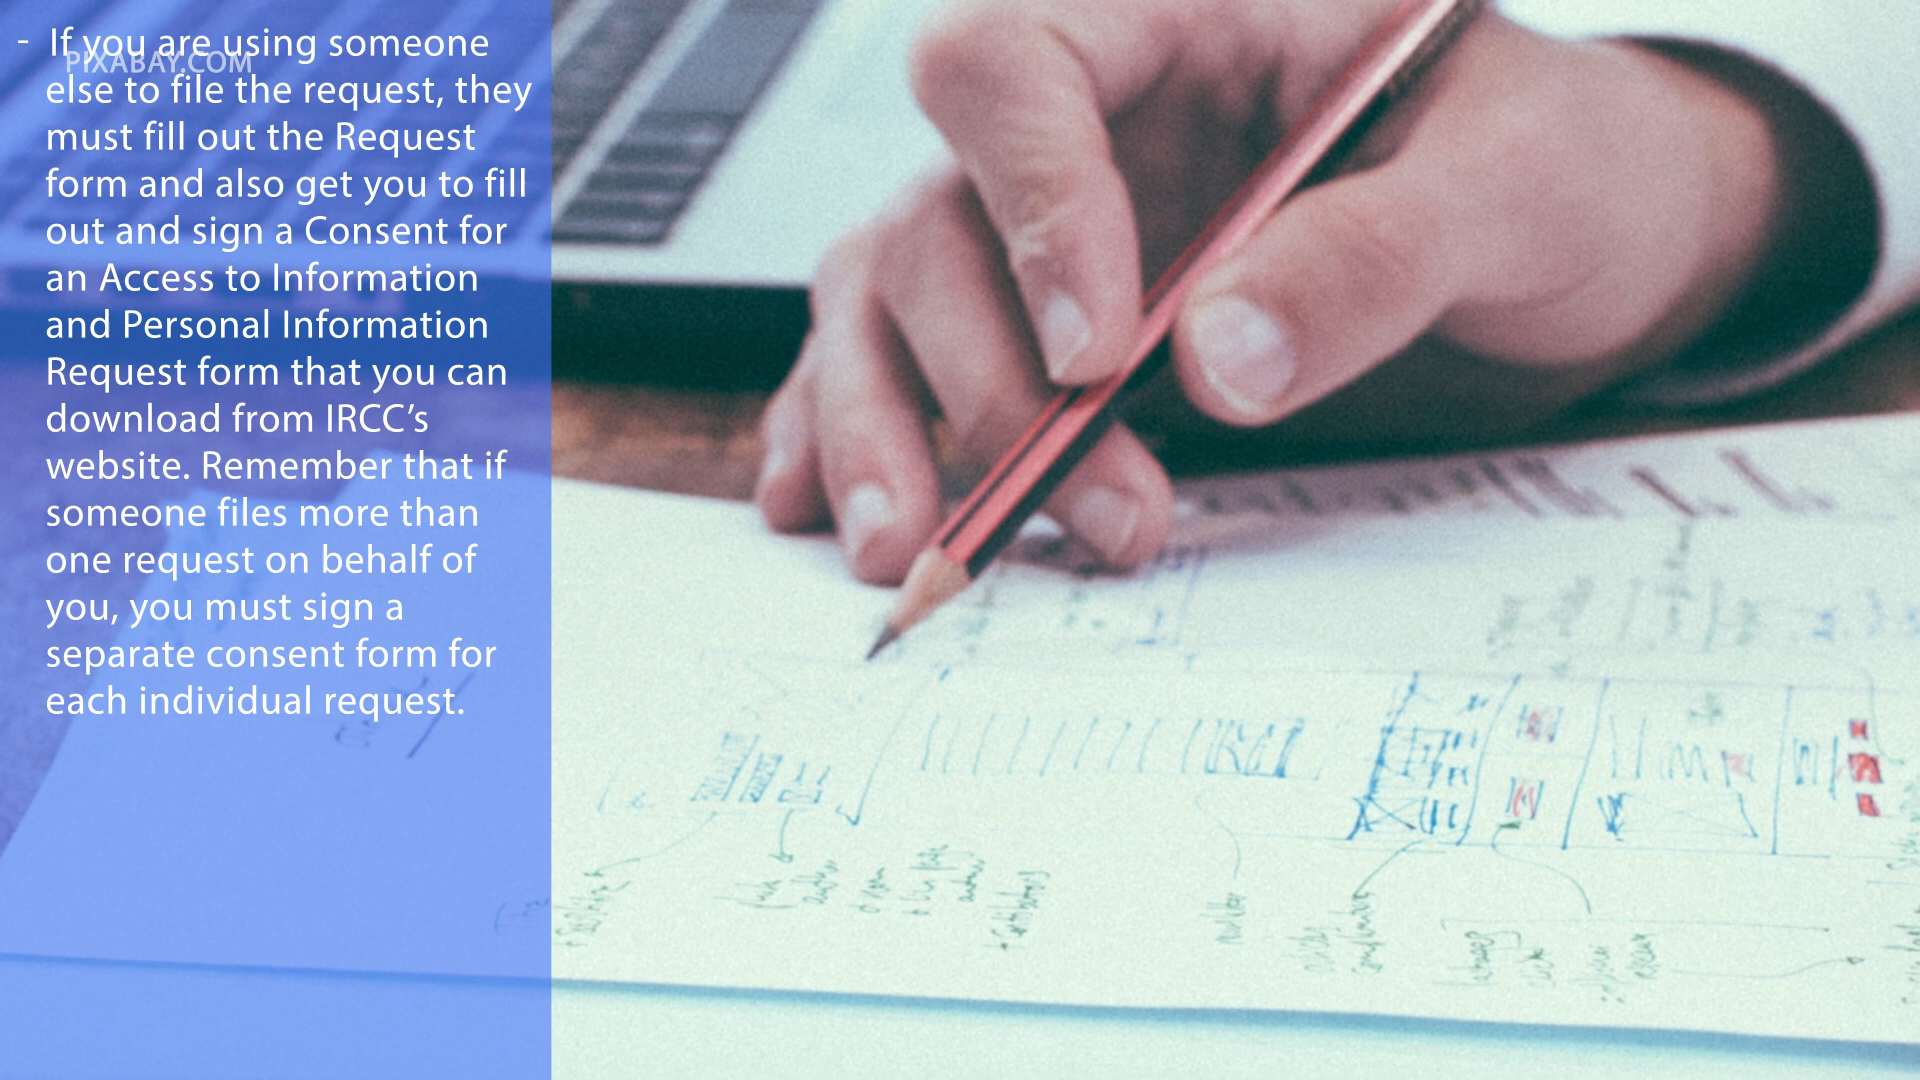 - If you are using someone
PIXABAY.COM
else to file the request, they
must fill out the Request
form and also get you to fill
out and sign a Consent for
an Access to Information
and Personal Information
Request form that you can
download from IRCC’s
website. Remember that if
someone files more than
one request on behalf of
you, you must sign a
separate consent form for
each individual request.